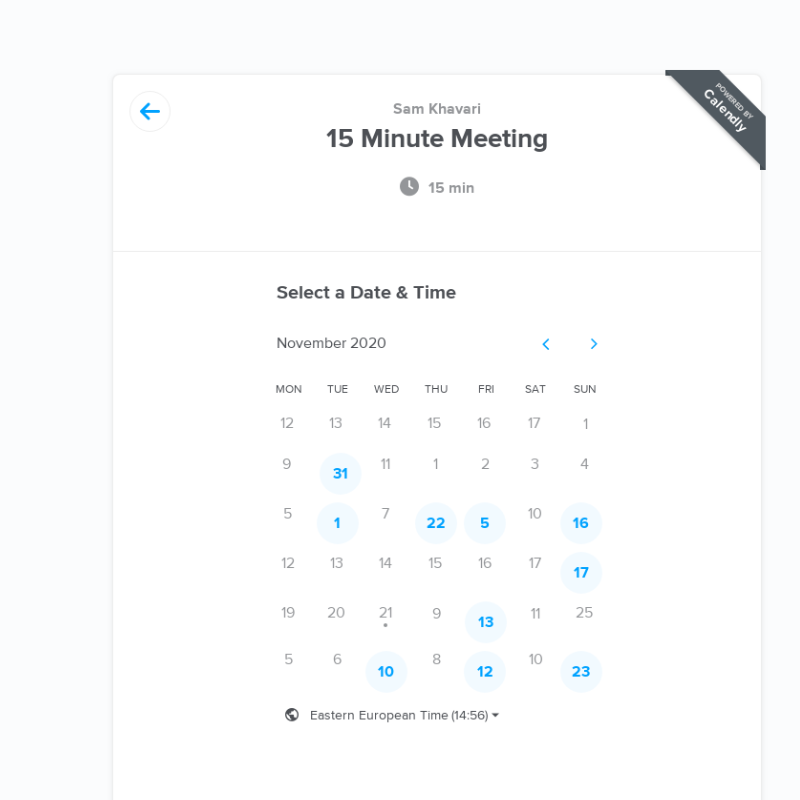 Sam Khavari
15 Minute Meeting
15 min
POWERED BY
Calendly
Select a Date & Time
November 2020
MON TUE WED THU FRI SAT SUN
12 13 14 15 16 17 1
9 31 11 1 2 3 4
5 1 7 22 5 10 16
12 13 14 15 16 17 17
19 20 21 9 13 11 25
5 6 10 8 12 10 23
Eastern European Time (14:56)